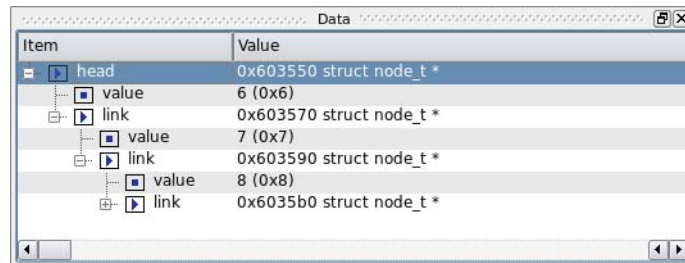 Data
Item Value
head 0x603550 struct node_t *
value 6 (0x6)
link 0x603570 struct node_t *
value 7 (0x7)
link 0x603590 struct node_t *
value 8 (0x8)
link 0x6035b0 struct node_t *